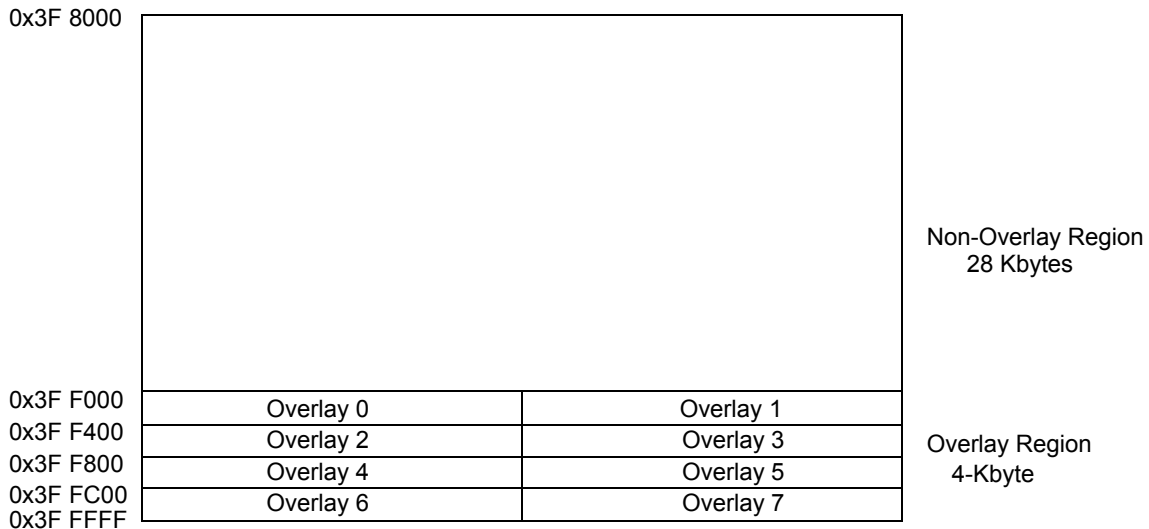 0x3F 8000
Non-Overlay Region
28 Kbytes
0x3F F000
Overlay 0 Overlay 1
0x3F F400
Overlay 2 Overlay 3
Overlay Region
4-Kbyte
0x3F F800
Overlay 4 Overlay 5
0x3F FC00
Overlay 6 Overlay 7
0x3F FFFF